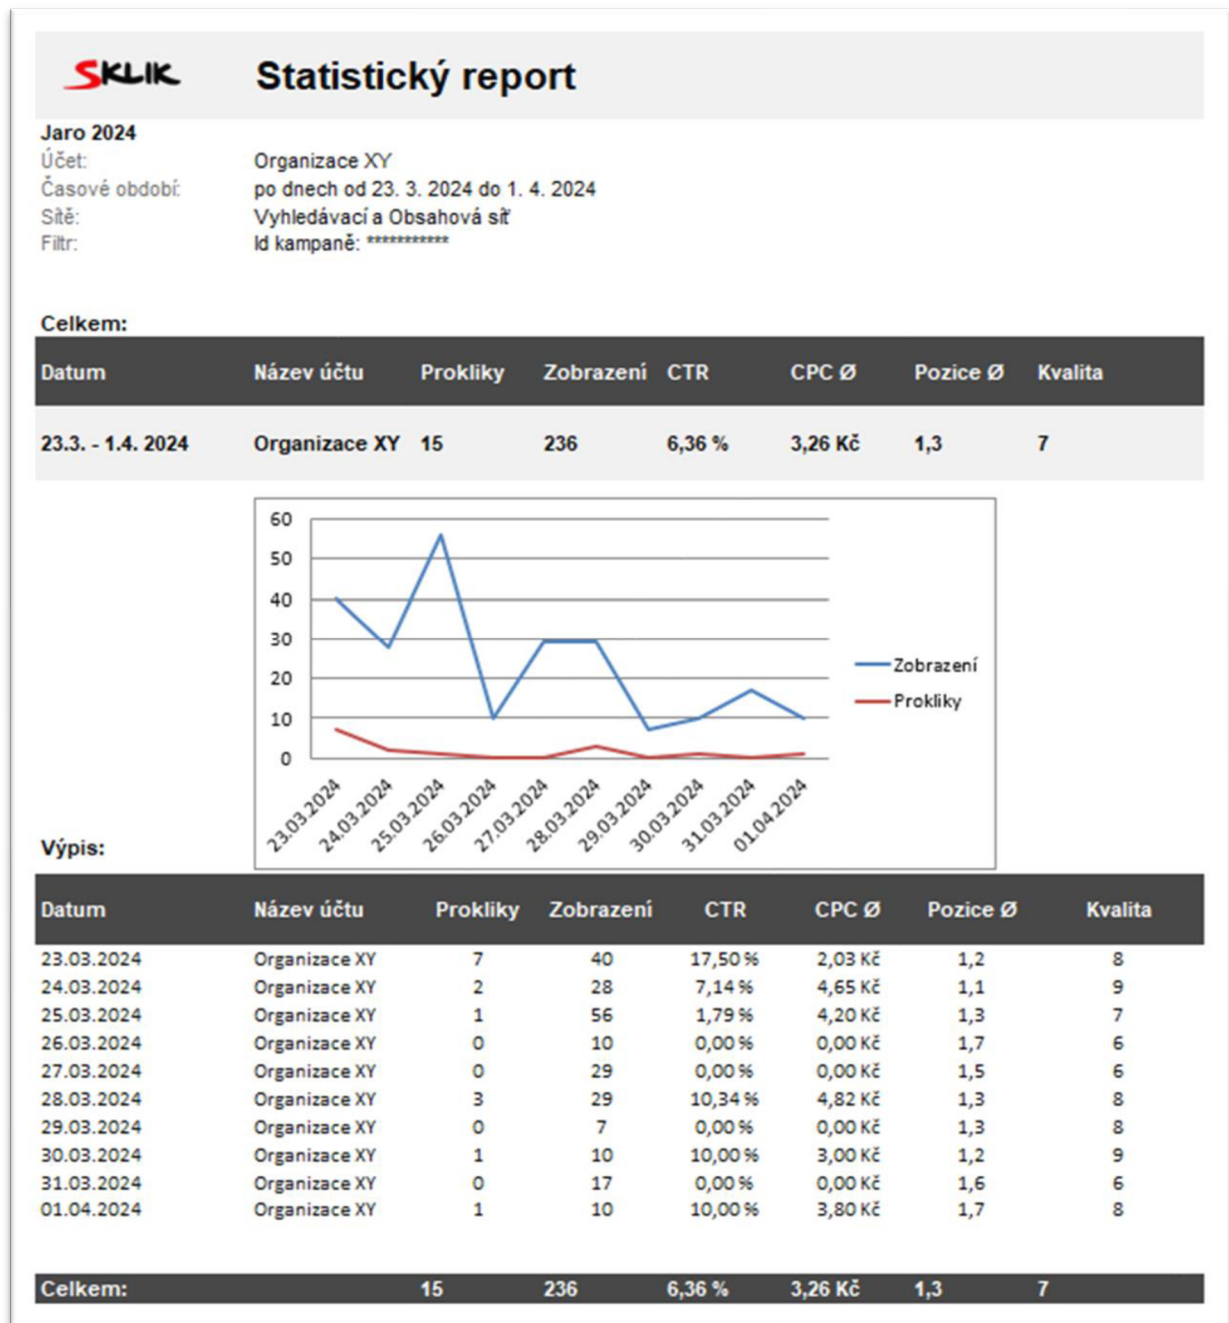 SKLIK Statistický report
Jaro 2024
Účet: Organizace XY
Časové období: po dnech od 23. 3. 2024 do 1. 4. 2024
Sítě: Vyhledávací a Obsahová síť
Filtr: Id kampaně: ***********
Celkem:
Datum Název účtu Prokliky Zobrazení CTR CPC Ø Pozice Ø Kvalita
23.3. - 1.4. 2024 Organizace XY 15 236 6,36 % 3,26 Kč 1,3 7
60
50
40
30
20
10
0
Zobrazení
Prokliky
23.03.2024 24.03.2024 25.03.2024 26.03.2024 27.03.2024 28.03.2024 29.03.2024 30.03.2024 31.03.2024 01.04.2024
Výpis:
Datum Název účtu Prokliky Zobrazení CTR CPC Ø Pozice Ø Kvalita
23.03.2024 Organizace XY 7 40 17,50 % 2,03 Kč 1,2 8
24.03.2024 Organizace XY 2 28 7,14 % 4,65 Kč 1,1 9
25.03.2024 Organizace XY 1 56 1,79 % 4,20 Kč 1,3 7
26.03.2024 Organizace XY 0 10 0,00 % 0,00 Kč 1,7 6
27.03.2024 Organizace XY 0 29 0,00 % 0,00 Kč 1,5 6
28.03.2024 Organizace XY 3 29 10,34 % 4,82 Kč 1,3 8
29.03.2024 Organizace XY 0 7 0,00 % 0,00 Kč 1,3 8
30.03.2024 Organizace XY 1 10 10,00 % 3,00 Kč 1,2 9
31.03.2024 Organizace XY 0 17 0,00 % 0,00 Kč 1,6 6
01.04.2024 Organizace XY 1 10 10,00 % 3,80 Kč 1,7 8
Celkem: 15 236 6,36 % 3,26 Kč 1,3 7